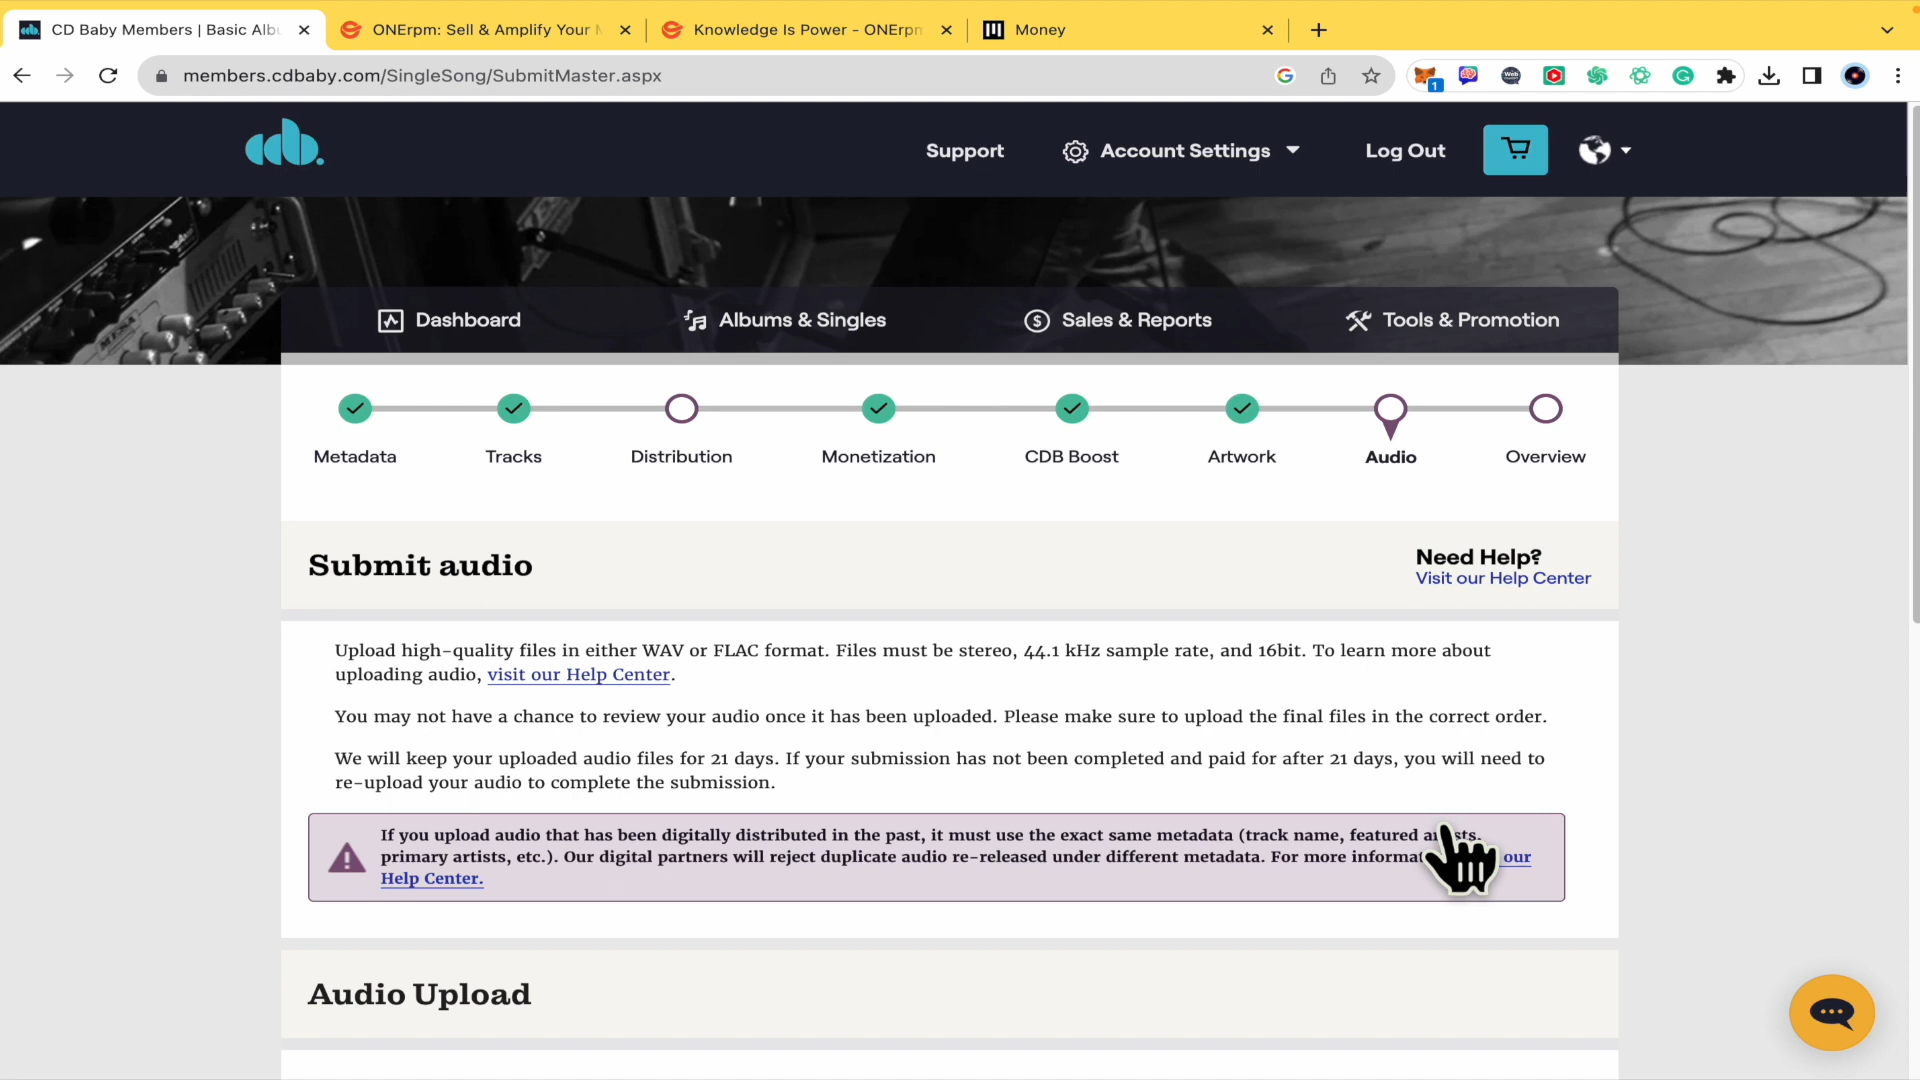 CD Baby Members | Basic Albu
ONErpm: Sell & Amplify Your M
Knowledge Is Power - ONErpm
Money
members.cdbaby.com/SingleSong/SubmitMaster.aspx
1
cdb.
Support
Account Settings
Log Out
Dashboard
Albums & Singles
Sales & Reports
Tools & Promotion
Metadata
Tracks
Distribution
Monetization
CDB Boost
Artwork
Audio
Overview
Submit audio
Need Help?
Visit our Help Center
Upload high-quality files in either WAV or FLAC format. Files must be stereo, 44.1 kHz sample rate, and 16bit. To learn more about
uploading audio, visit our Help Center.
You may not have a chance to review your audio once it has been uploaded. Please make sure to upload the final files in the correct order.
We will keep your uploaded audio files for 21 days. If your submission has not been completed and paid for after 21 days, you will need to
re-upload your audio to complete the submission.
If you upload audio that has been digitally distributed in the past, it must use the exact same metadata (track name, featured artists,
primary artists, etc.). Our digital partners will reject duplicate audio re-released under different metadata. For more our
Help Center.
Audio Upload